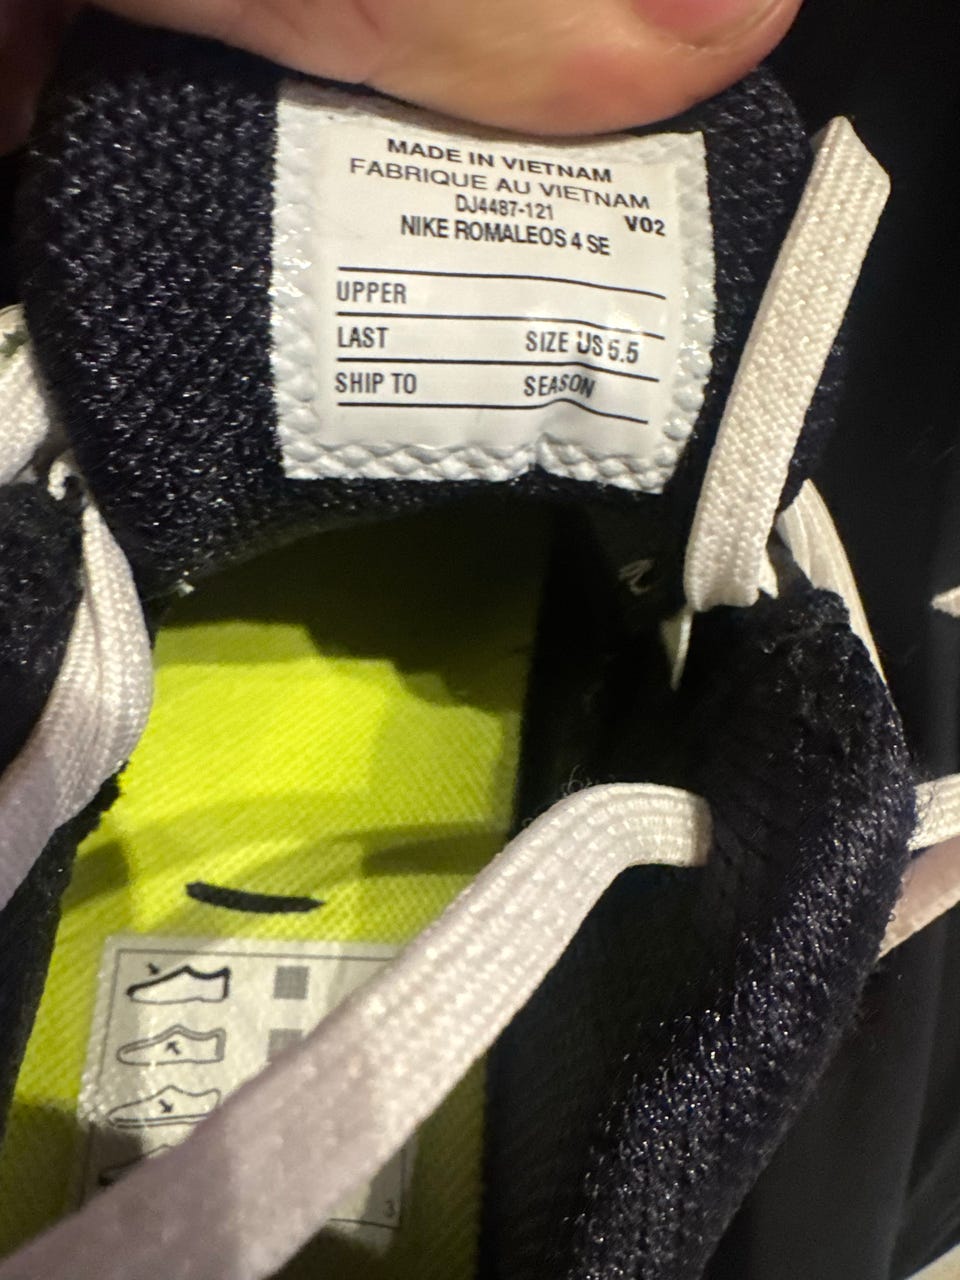 MADE IN VIETNAM
FABRIQUE AU VIETNAM
DJ4487-121 V02
NIKE ROMALEOS 4 SE
UPPER
LAST SIZE US 5.5
SHIP TO SEASON
3